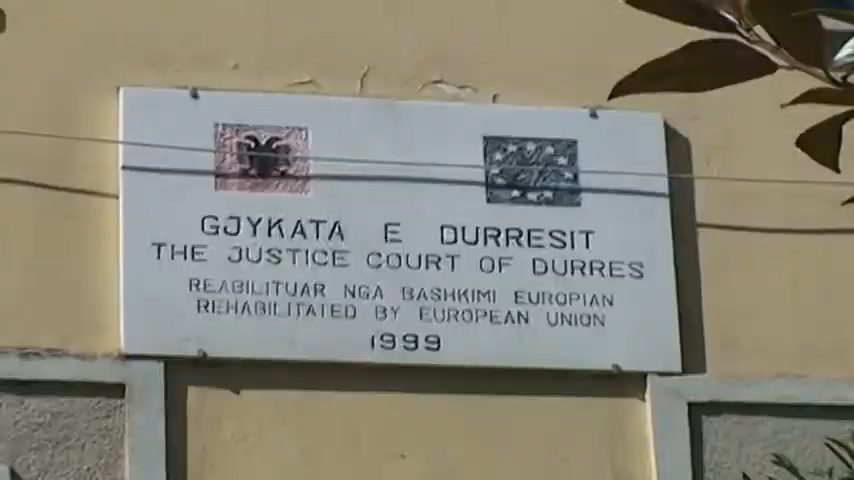 GJYKATA E DURRESIT
THE JUSTICE COURT OF DURRES
REABILITUAR NGA BASHKIMI EUROPIAN
REHABILITATED BY EUROPEAN UNION
1999